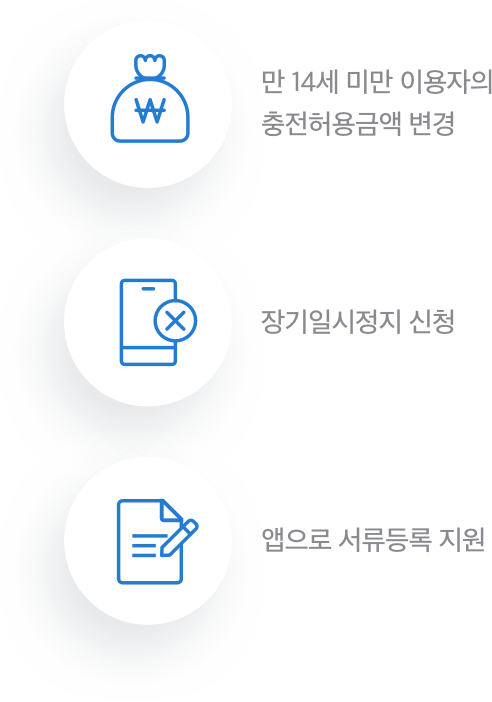 ₩
만 14세 미만 이용자의
충전허용금액 변경
장기일시정지 신청
앱으로 서류등록 지원